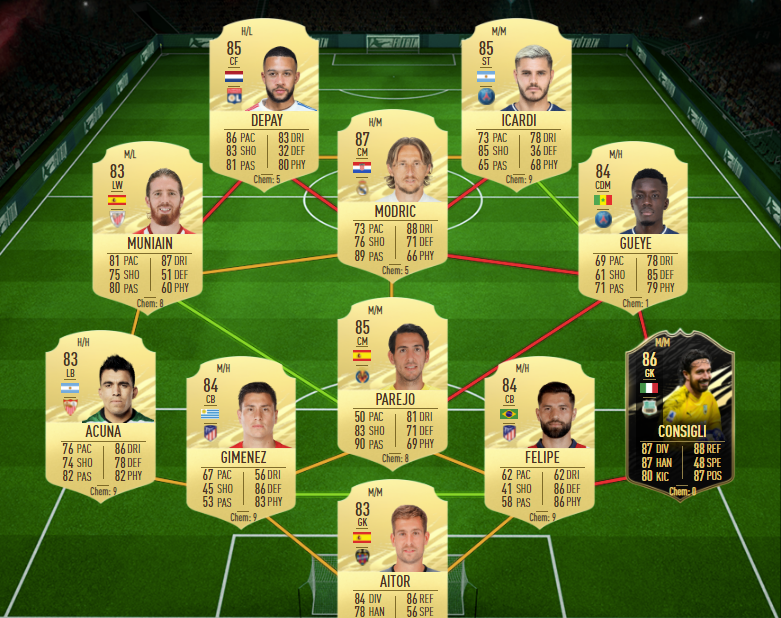 H/L
85
CF
DEPAY
86 PAC 83 DRI
83 SHO 32 DEF
81 PAS 80 PHY
Chem: 5
M/M
85
ST
ICARDI
73 PAC 78 DRI
85 SHO 36 DEF
65 PAS 68 PHY
Chem: 9
H/M
87
CM
MODRIC
73 PAC 88 DRI
76 SHO 71 DEF
89 PAS 66 PHY
Chem: 5
M/L
83
LW
MUNIAIN
81 PAC 87 DRI
75 SHO 51 DEF
80 PAS 60 PHY
Chem: 8
M/H
84
CDM
GUEYE
69 PAC 78 DRI
61 SHO 85 DEF
71 PAS 79 PHY
Chem: 1
M/M
85
CM
PAREJO
50 PAC 81 DRI
83 SHO 71 DEF
90 PAS 69 PHY
Chem: 8
H/H
83
LB
ACUNA
76 PAC 86 DRI
74 SHO 78 DEF
82 PAS 82 PHY
Chem: 9
M/H
84
CB
GIMENEZ
67 PAC 56 DRI
45 SHO 86 DEF
53 PAS 83 PHY
Chem: 9
M/H
84
CB
FELIPE
62 PAC 62 DRI
41 SHO 86 DEF
58 PAS 86 PHY
Chem: 9
M/M
86
GK
CONSIGLI
87 DIV 88 REF
87 HAN 48 SPE
80 KIC 87 POS
Chem: 0
M/M
83
GK
AITOR
84 DIV 86 REF
78 HAN 56 SPE